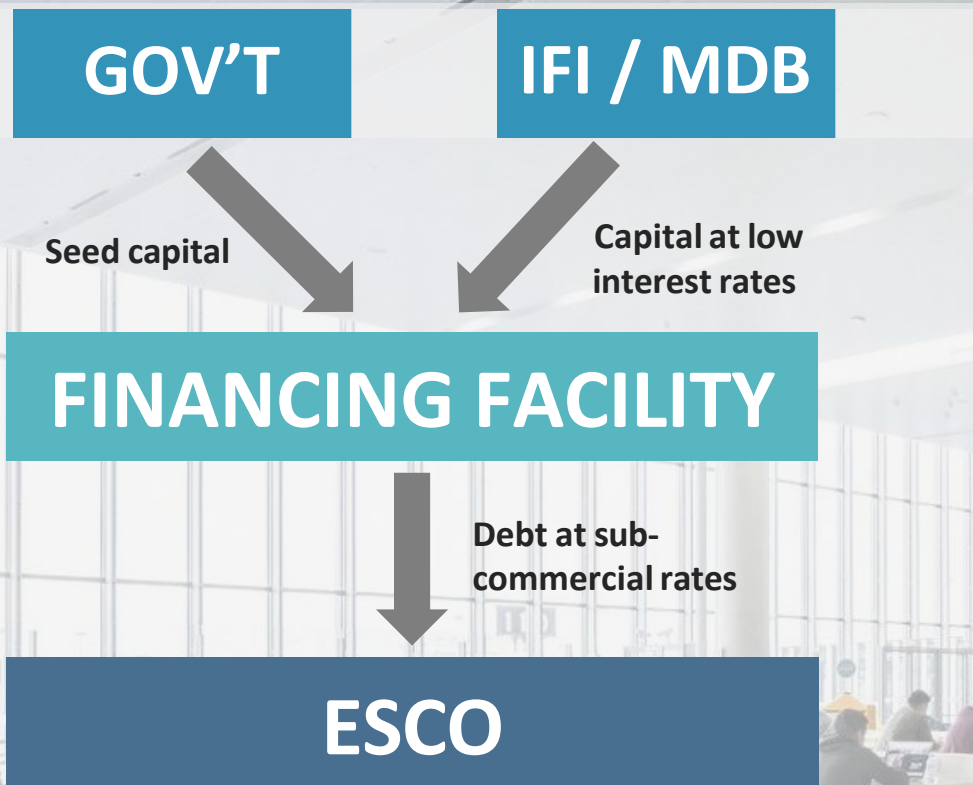 GOV’T
IFI / MDB
Seed capital
Capital at low
interest rates
FINANCING FACILITY
Debt at sub-
commercial rates
ESCO